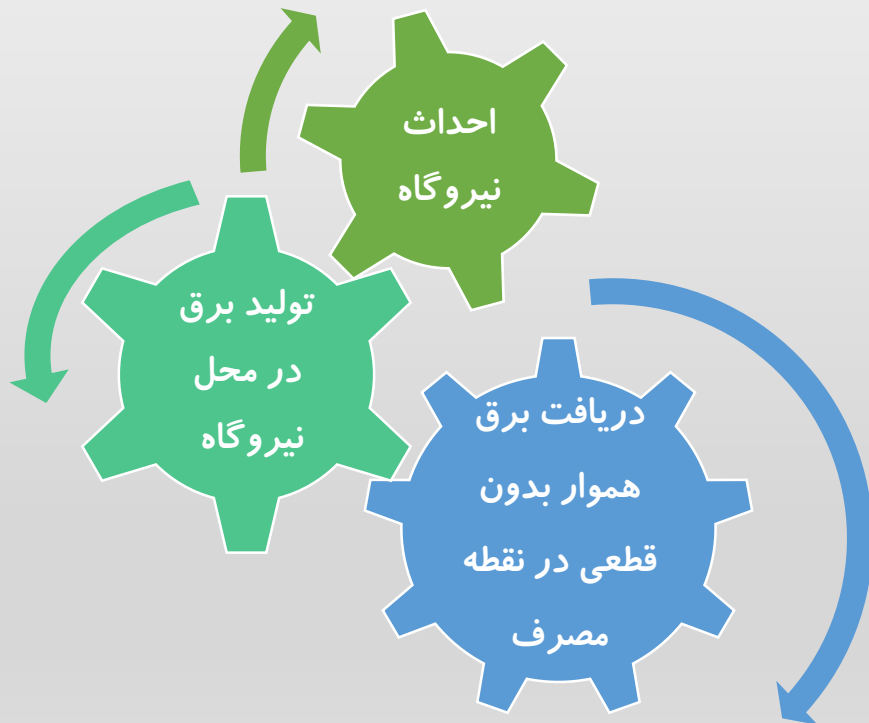 احداث
نیروگاه
تولید برق
در محل
نیروگاه
دریافت برق
هموار بدون
قطعی در نقطه
مصرف